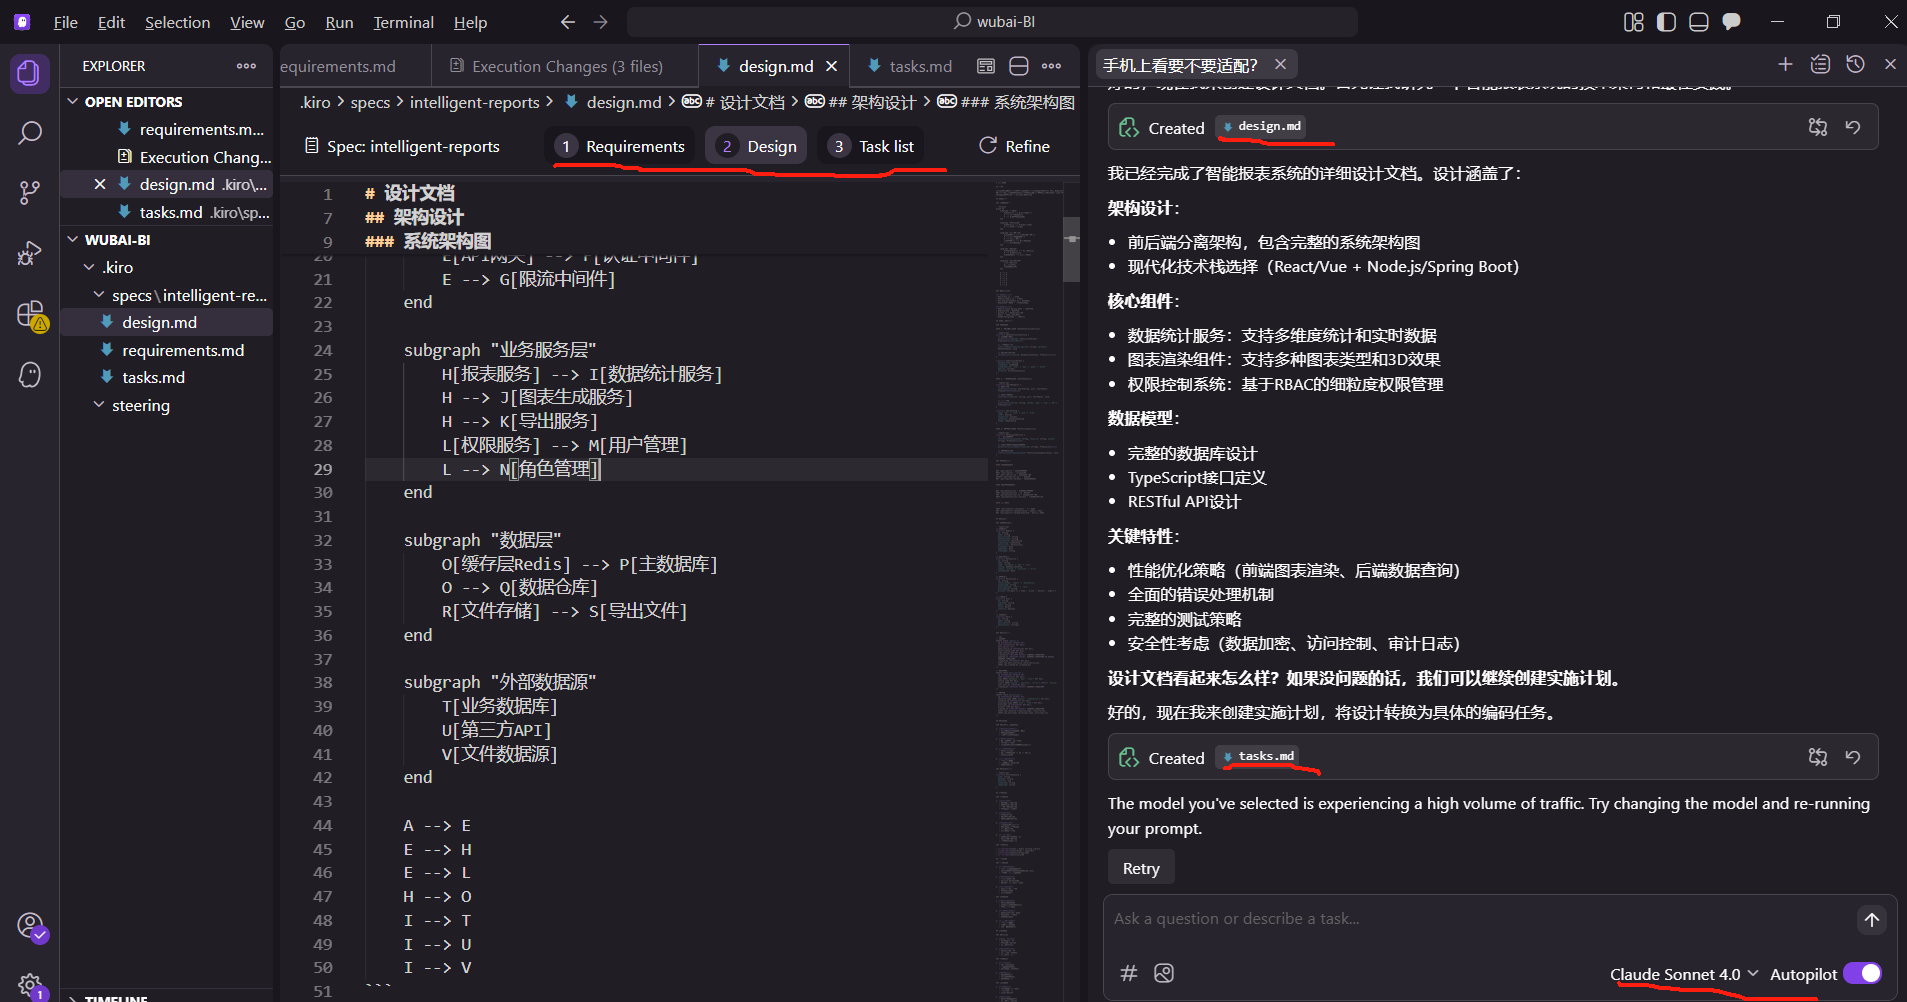 File Edit Selection View Go Run Terminal Help
wubai-BI
EXPLORER
OPEN EDITORS
requirements.m...
Execution Chang...
design.md .kiro\...
tasks.md .kiro\sp...
WUBAI-BI
.kiro
specs\intelligent-re...
design.md
requirements.md
tasks.md
steering
TIMELINE
1
equirements.md
Execution Changes (3 files)
design.md
tasks.md
.kiro > specs > intelligent-reports > design.md > # 设计文档 > ## 架构设计 > ### 系统架构图
Spec: intelligent-reports
1 Requirements
2 Design
3 Task list
Refine
1 # 设计文档
7 ## 架构设计
9 ### 系统架构图
20 E[API网关] --> F[认证中间件]
21 E --> G[限流中间件]
22 end
23
24 subgraph "业务服务层"
25 H[报表服务] --> I[数据统计服务]
26 H --> J[图表生成服务]
27 H --> K[导出服务]
28 L[权限服务] --> M[用户管理]
29 L --> N[角色管理]
30 end
31
32 subgraph "数据层"
33 O[缓存层Redis] --> P[主数据库]
34 O --> Q[数据仓库]
35 R[文件存储] --> S[导出文件]
36 end
37
38 subgraph "外部数据源"
39 T[业务数据库]
40 U[第三方API]
41 V[文件数据源]
42 end
43
44 A --> E
45 E --> H
46 E --> L
47 H --> O
48 I --> T
49 I --> U
50 I --> V
51 ```
手机上看要不要适配?
Created design.md
我已经完成了智能报表系统的详细设计文档。设计涵盖了：
架构设计：
• 前后端分离架构，包含完整的系统架构图
• 现代化技术栈选择（React/Vue + Node.js/Spring Boot）
核心组件：
• 数据统计服务：支持多维度统计和实时数据
• 图表渲染组件：支持多种图表类型和3D效果
• 权限控制系统：基于RBAC的细粒度权限管理
数据模型：
• 完整的数据库设计
• TypeScript接口定义
• RESTful API设计
关键特性：
• 性能优化策略（前端图表渲染、后端数据查询）
• 全面的错误处理机制
• 完整的测试策略
• 安全性考虑（数据加密、访问控制、审计日志）
设计文档看起来怎么样？如果没问题的话，我们可以继续创建实施计划。
好的，现在我来创建实施计划，将设计转换为具体的编码任务。
Created tasks.md
The model you've selected is experiencing a high volume of traffic. Try changing the model and re-running
your prompt.
Retry
Ask a question or describe a task...
Claude Sonnet 4.0
Autopilot